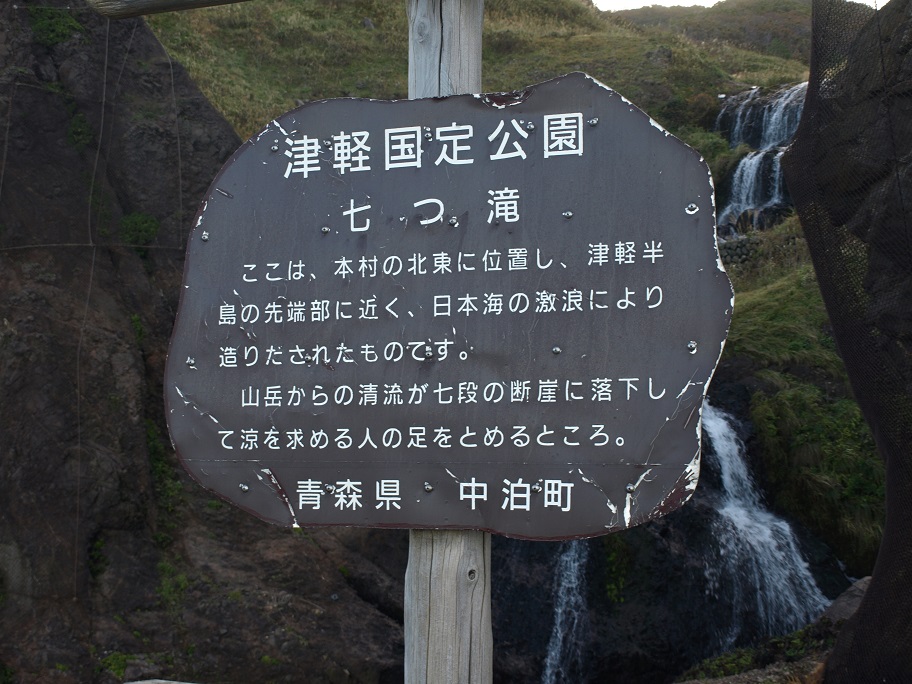 津軽国定公園
七つ滝
ここは、本村の北東に位置し、津軽半
島の先端部に近く、日本海の激浪により
造りだされたものです。
山岳からの清流が七段の断崖に落下し
て涼を求める人の足をとめるところ。
青森県 中泊町